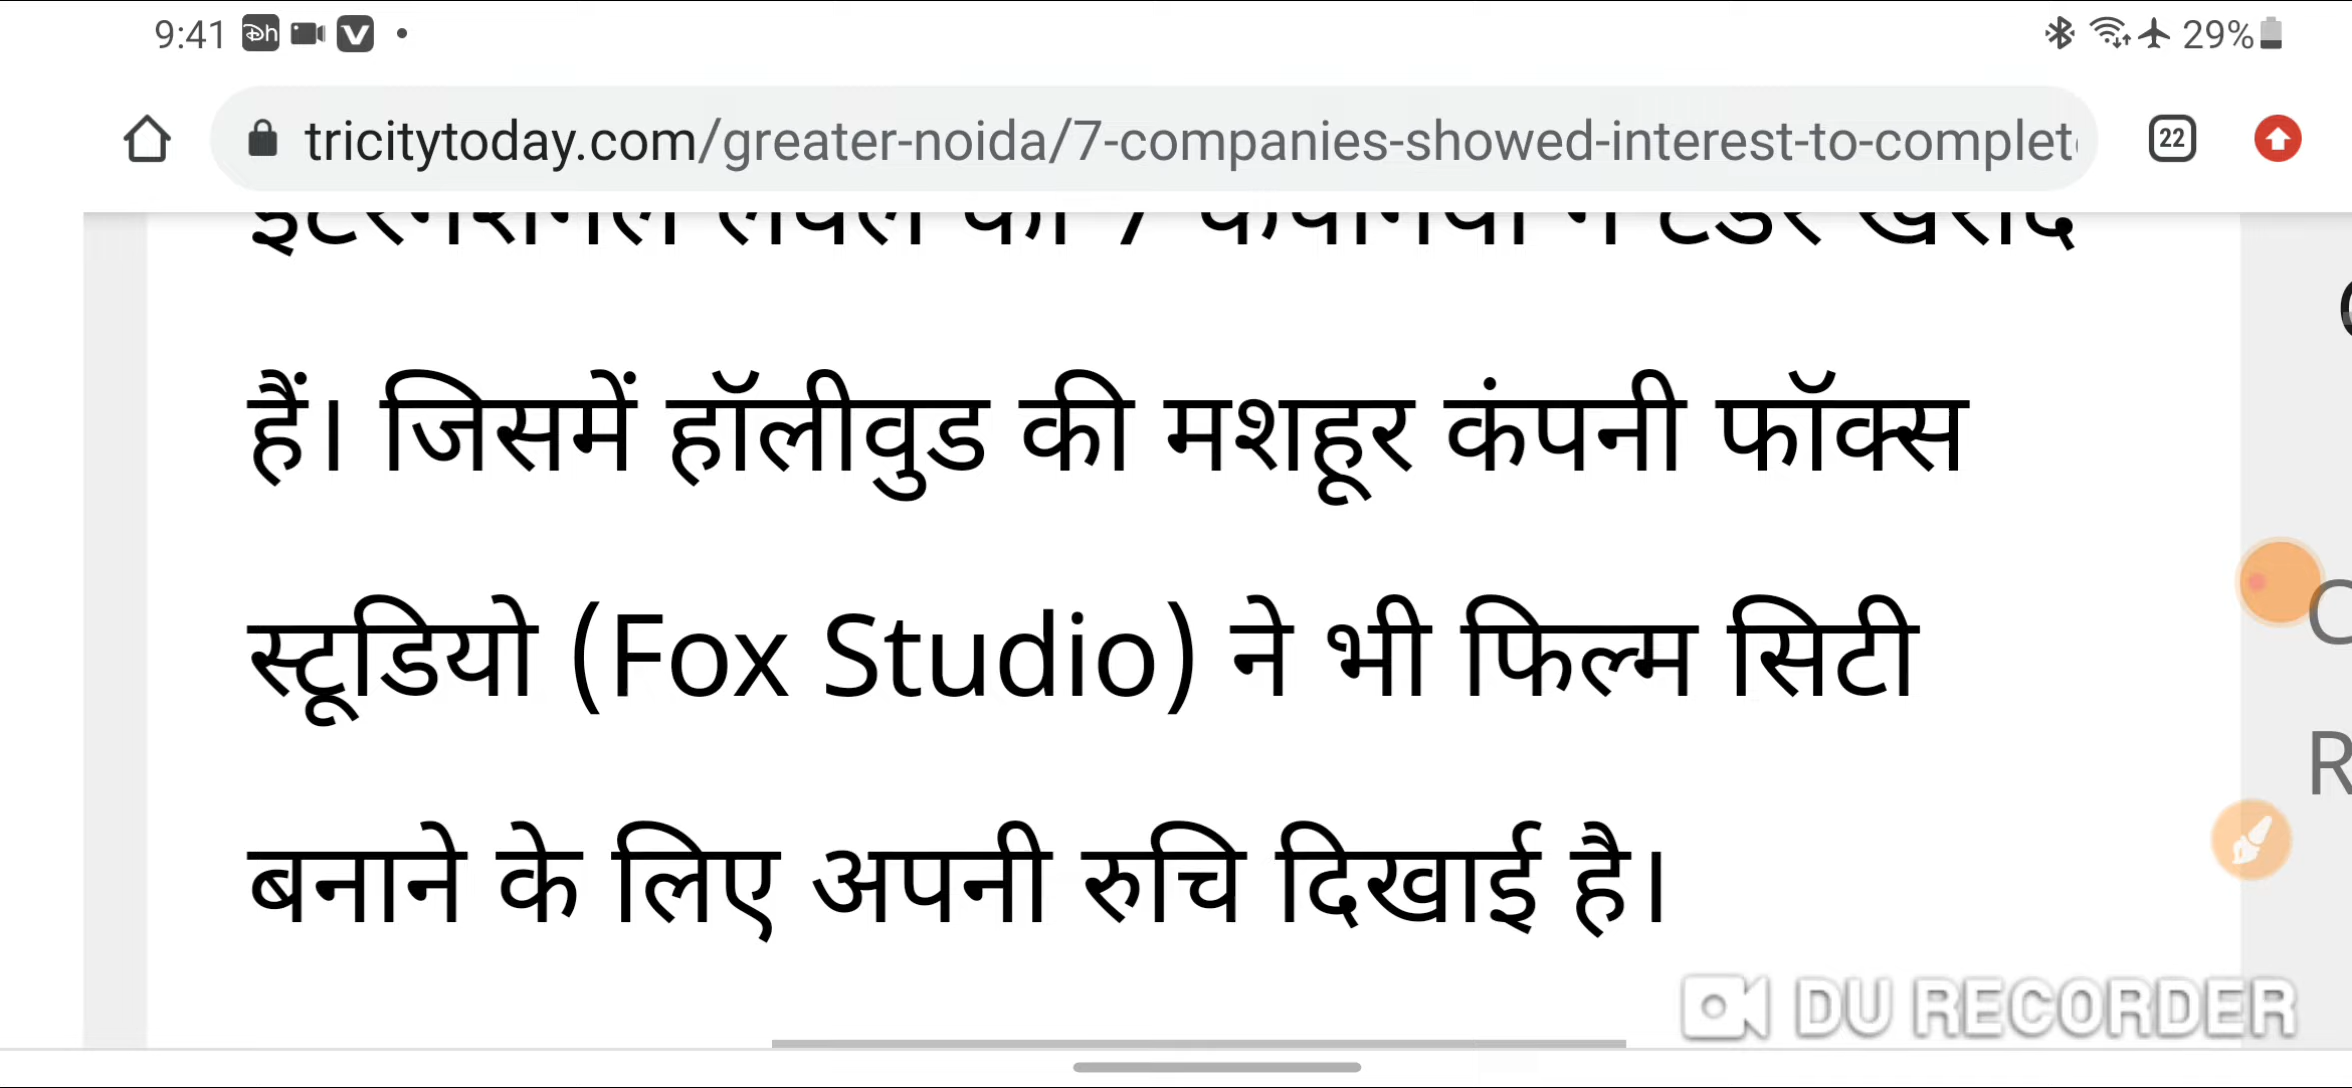 9:41
29%
tricitytoday.com/greater-noida/7-companies-showed-interest-to-complet
22
हैं। जिसमें हॉलीवुड की मशहूर कंपनी फॉक्स
स्टूडियो (Fox Studio) ने भी फिल्म सिटी
बनाने के लिए अपनी रुचि दिखाई है।
R
DU RECORDER